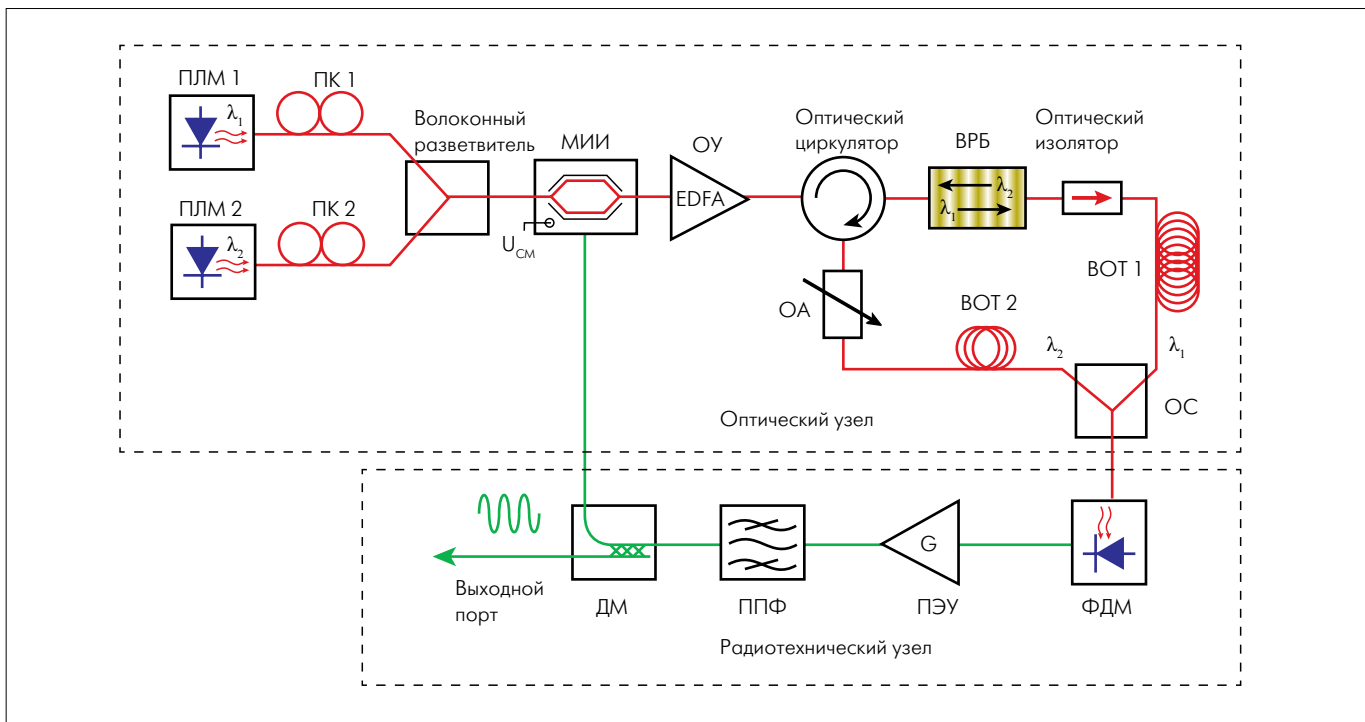 ПЛМ 1
ПК 1
λ₁
Волоконный
разветвитель
МИИ
ОУ
EDFA
Оптический
циркулятор
ВРБ
λ₂
λ₁
Оптический
изолятор
ПЛМ 2
ПК 2
λ₂
Uсм
ВОТ 1
ОА
ВОТ 2
λ₂
λ₁
ОС
Оптический узел
Выходной
порт
ДМ
ППФ
G
ПЭУ
ФДМ
Радиотехнический узел